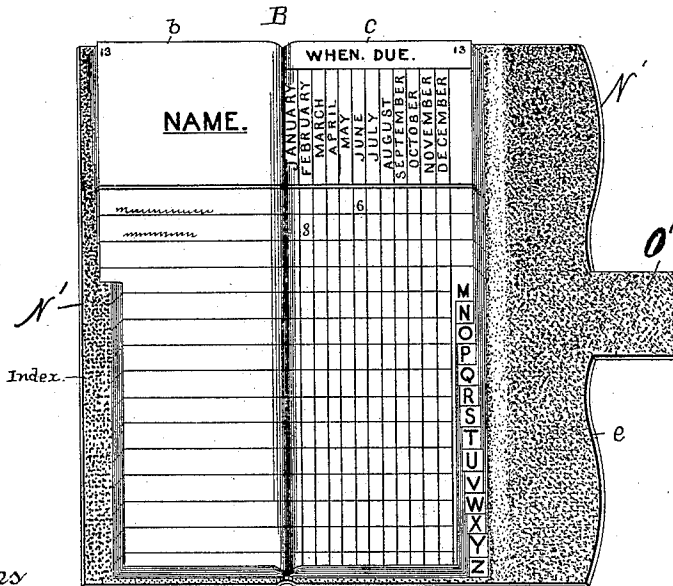 b
B
c
13
WHEN. DUE.
13
N'
NAME.
JANUARY
FEBRUARY
MARCH
APRIL
MAY
JUNE
JULY
AUGUST
SEPTEMBER
OCTOBER
NOVEMBER
DECEMBER
6
8
O'
N'
Index.
M
N
O
P
Q
R
S
T
U
V
W
X
Y
Z
e